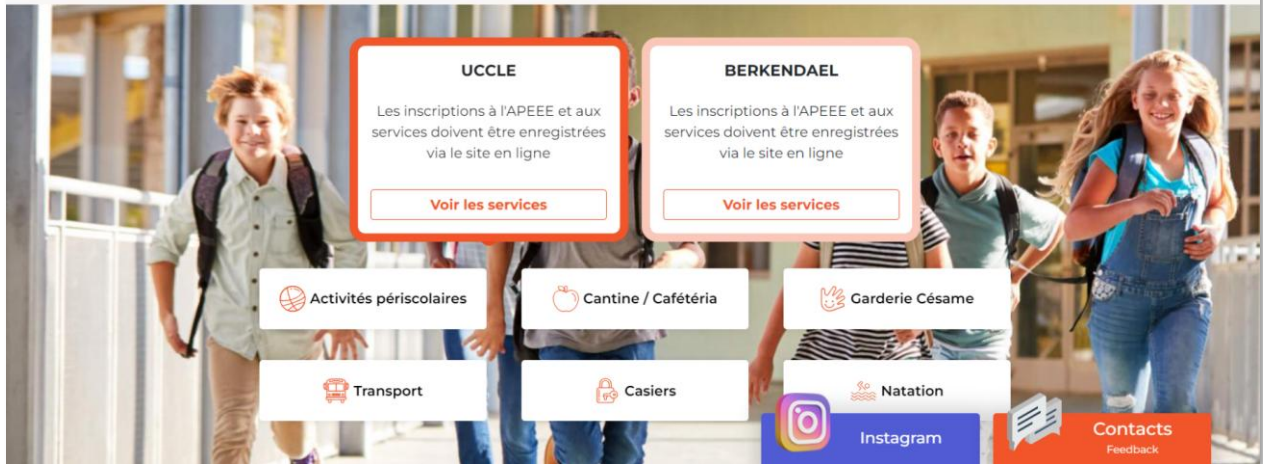 UCCLE
Les inscriptions à l'APEEE et aux
services doivent être enregistrées
via le site en ligne
Voir les services
BERKENDAEL
Les inscriptions à l'APEEE et aux
services doivent être enregistrées
via le site en ligne
Voir les services
Activités périscolaires
Cantine / Cafétéria
Garderie Césame
Transport
Casiers
Natation
Instagram
Contacts
Feedback